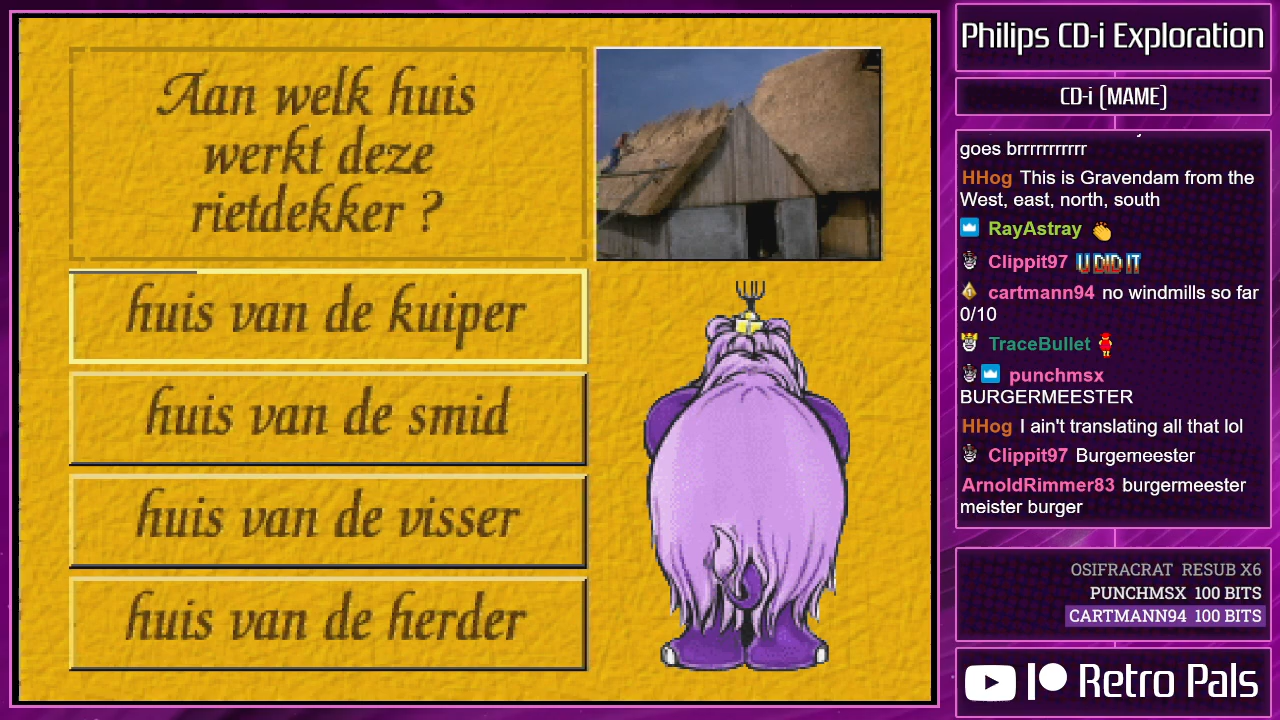 Aan welk huis
werkt deze
rietdekker ?
huis van de kuiper
huis van de smid
huis van de visser
huis van de herder
Philips CD-i Exploration
CD-i [MAME]
goes brrrrrrrrrrr
HHog This is Gravendam from the
West, east, north, south
RayAstray
Clippit97 U DID IT
cartmann94 no windmills so far
0/10
TraceBullet
punchmsx
BURGERMEESTER
HHog I ain't translating all that lol
Clippit97 Burgemeester
ArnoldRimmer83 burgermeester
meister burger
OSIFRACRAT RESUB X6
PUNCHMSX 100 BITS
CARTMANN94 100 BITS
Retro Pals